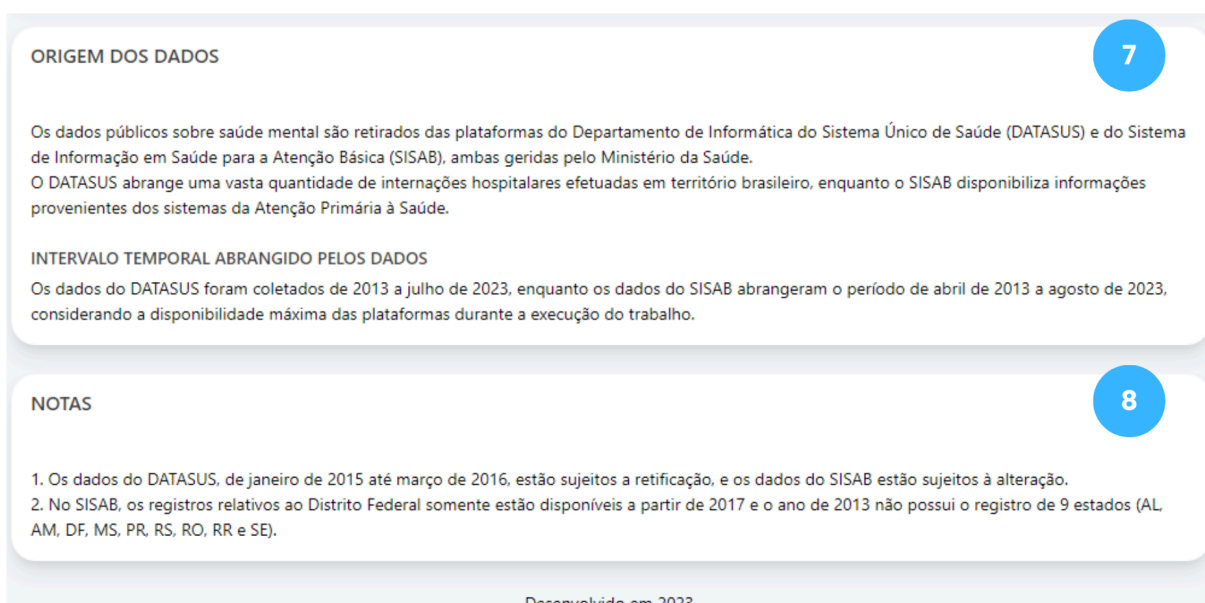 ORIGEM DOS DADOS
7
Os dados públicos sobre saúde mental são retirados das plataformas do Departamento de Informática do Sistema Único de Saúde (DATASUS) e do Sistema
de Informação em Saúde para a Atenção Básica (SISAB), ambas geridas pelo Ministério da Saúde.
O DATASUS abrange uma vasta quantidade de internações hospitalares efetuadas em território brasileiro, enquanto o SISAB disponibiliza informações
provenientes dos sistemas da Atenção Primária à Saúde.
INTERVALO TEMPORAL ABRANGIDO PELOS DADOS
Os dados do DATASUS foram coletados de 2013 a julho de 2023, enquanto os dados do SISAB abrangeram o período de abril de 2013 a agosto de 2023,
considerando a disponibilidade máxima das plataformas durante a execução do trabalho.
NOTAS
8
1. Os dados do DATASUS, de janeiro de 2015 até março de 2016, estão sujeitos a retificação, e os dados do SISAB estão sujeitos à alteração.
2. No SISAB, os registros relativos ao Distrito Federal somente estão disponíveis a partir de 2017 e o ano de 2013 não possui o registro de 9 estados (AL,
AM, DF, MS, PR, RS, RO, RR e SE).
Desenvolvido em 2023